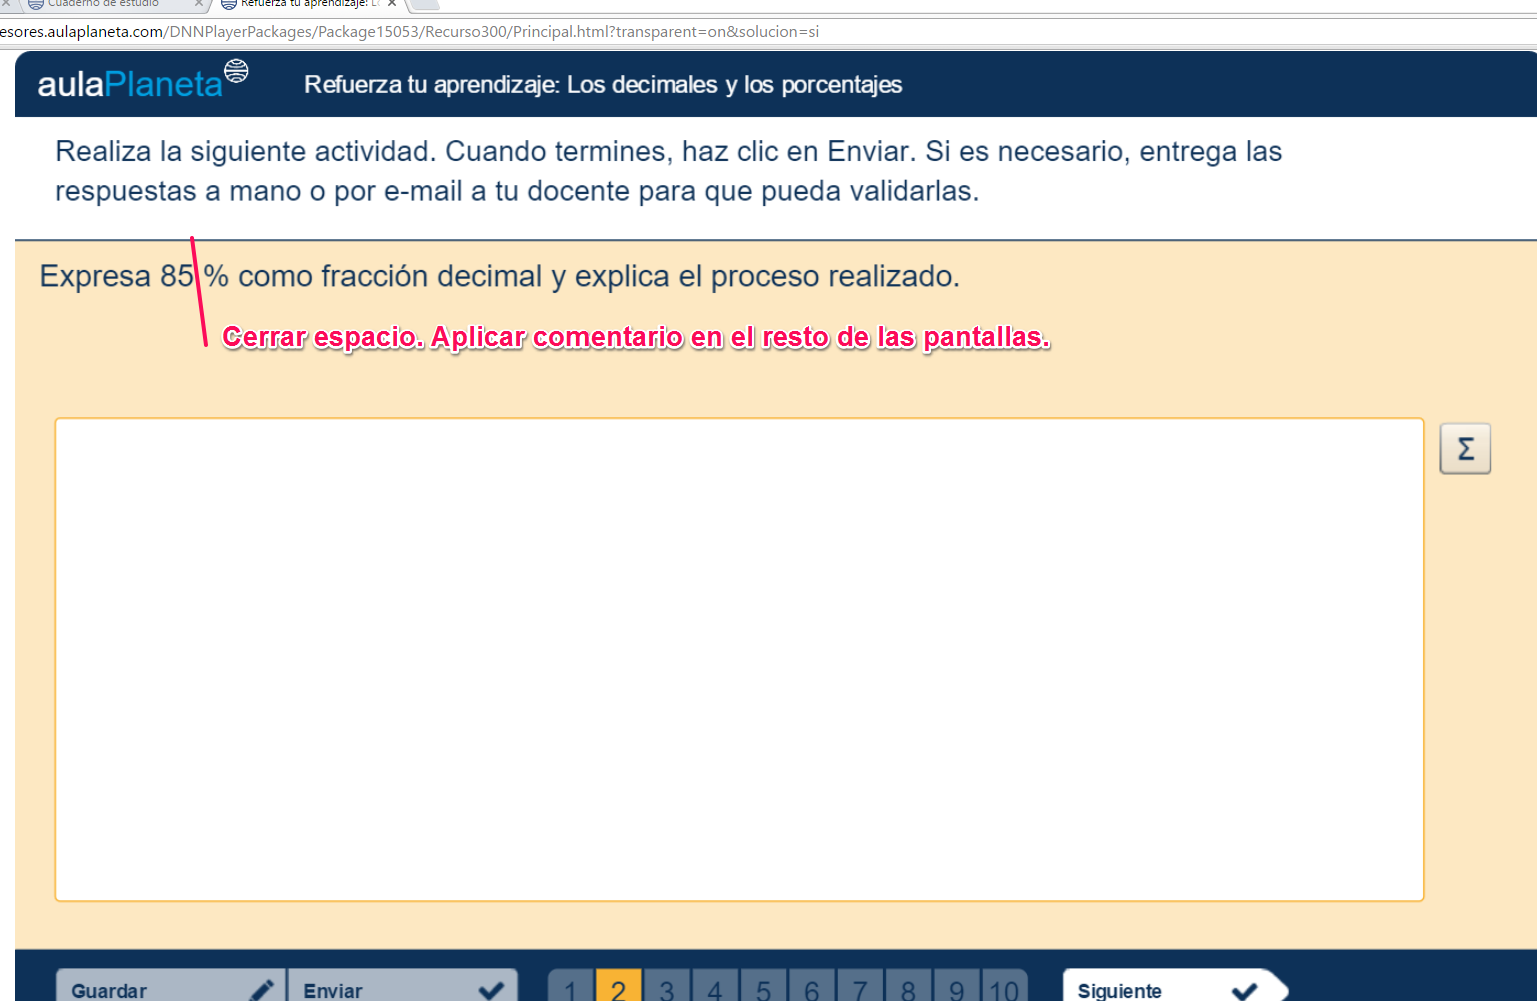 Cuaderno de estudio
Refuerza tu aprendizaje: Lo
esores.aulaplaneta.com/DNNPlayerPackages/Package15053/Recurso300/Principal.html?transparent=on&solucion=si
aulaPlaneta
Refuerza tu aprendizaje: Los decimales y los porcentajes
Realiza la siguiente actividad. Cuando termines, haz clic en Enviar. Si es necesario, entrega las
respuestas a mano o por e-mail a tu docente para que pueda validarlas.
Expresa 85 % como fracción decimal y explica el proceso realizado.
Cerrar espacio. Aplicar comentario en el resto de las pantallas.
Σ
Guardar
Enviar
1 2 3 4 5 6 7 8 9 10
Siguiente